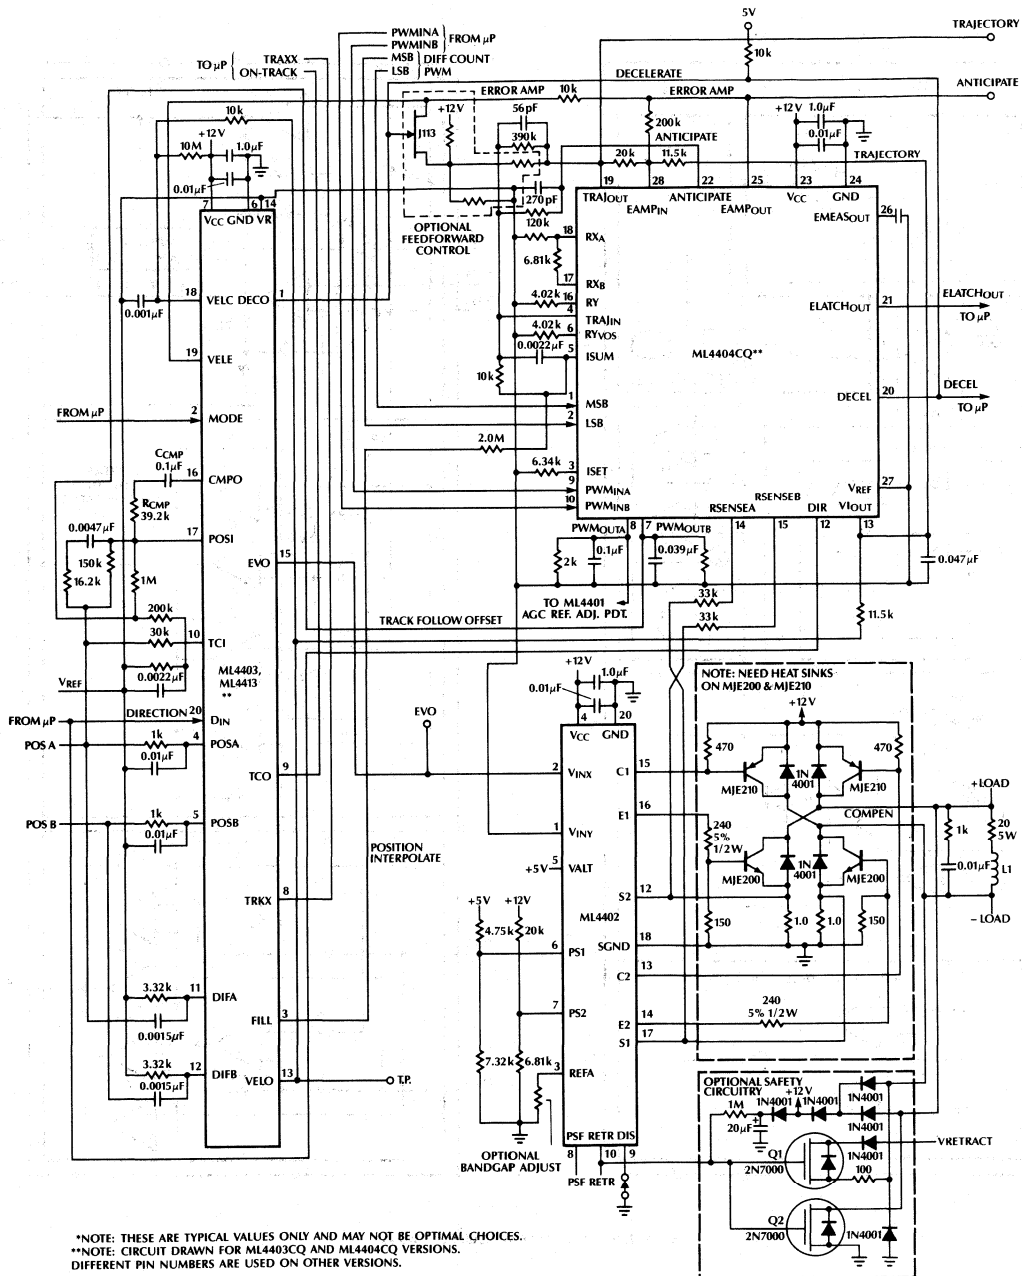 5V
TRAJECTORY
PWMINA
PWMINB
FROM µP
MSB
LSB
DIFF COUNT
PWM
TO µP
TRAXX
ON-TRACK
10k
DECELERATE
ANTICIPATE
ERROR AMP
10k
ERROR AMP
+12V
56pF
J113
390k
200k
ANTICIPATE
+12V
1.0µF
0.01µF
TRAJECTORY
10k
+12V
10M
1.0µF
0.01µF
20k
11.5k
270pF
120k
OPTIONAL
FEEDFORWARD
CONTROL
7
6
14
VCC GND VR
19
28
22
25
23
24
TRAJOUT
EAMPIN
ANTICIPATE
EAMPOUT
VCC
GND
EMEASOUT
26
18
RXA
6.81k
17
RXB
4.02k
16
RY
4
TRAJIN
4.02k
6
RYVOS
0.0022µF
5
ISUM
10k
1
MSB
2
LSB
2.0M
6.34k
3
ISET
9
PWMINA
10
PWMINB
ML4404CQ**
ELATCHOUT
21
ELATCHOUT
TO µP
DECEL
20
DECEL
TO µP
VREF
27
RSENSEA
RSENSEB
DIR
VIOUT
PWMOUTA
8
7
PWMOUTB
14
15
12
13
0.1µF
2k
0.039µF
0.047µF
TO ML4401
AGC REF. ADJ. PDT.
33k
33k
11.5k
TRACK FOLLOW OFFSET
18
VELC
DECO
1
0.001µF
19
VELE
FROM µP
2
MODE
CCMP
0.1µF
16
CMPO
RCMP
39.2k
0.0047µF
17
POSI
150k
16.2k
1M
15
EVO
200k
30k
10
TCI
0.0022µF
ML4403,
ML4413
**
VREF
FROM µP
DIRECTION
20
DIN
POS A
1k
4
POSA
0.01µF
9
TCO
POS B
1k
5
POSB
0.01µF
8
TRKX
3.32k
11
DIFA
0.0015µF
FILL
3
3.32k
12
DIFB
0.0015µF
VELO
13
T.P.
EVO
POSITION
INTERPOLATE
+12V
1.0µF
0.01µF
4
20
VCC
GND
2
VINX
1
VINY
5
+5V
VALT
ML4402
+5V
+12V
4.75k
20k
6
PS1
7
PS2
7.32k
6.81k
3
REFA
PSF RETR DIS
8
10
9
PSF RETR
OPTIONAL
BANDGAP ADJUST
C1
15
E1
16
S2
12
SGND
18
C2
13
E2
14
S1
17
NOTE: NEED HEAT SINKS
ON MJE200 & MJE210
+12V
470
470
MJE210
1N
4001
MJE210
COMPEN
240
5%
1/2W
MJE200
1N
4001
MJE200
150
1.0
1.0
150
240
5% 1/2W
+LOAD
1k
20
5W
0.01µF
L1
−LOAD
OPTIONAL SAFETY
CIRCUITRY
+12V
1M
1N4001
1N4001
1N4001
20µF
+
1N4001
VRETRACT
1N4001
Q1
2N7000
100
Q2
2N7000
1N4001
*NOTE: THESE ARE TYPICAL VALUES ONLY AND MAY NOT BE OPTIMAL CHOICES.
**NOTE: CIRCUIT DRAWN FOR ML4403CQ AND ML4404CQ VERSIONS.
DIFFERENT PIN NUMBERS ARE USED ON OTHER VERSIONS.